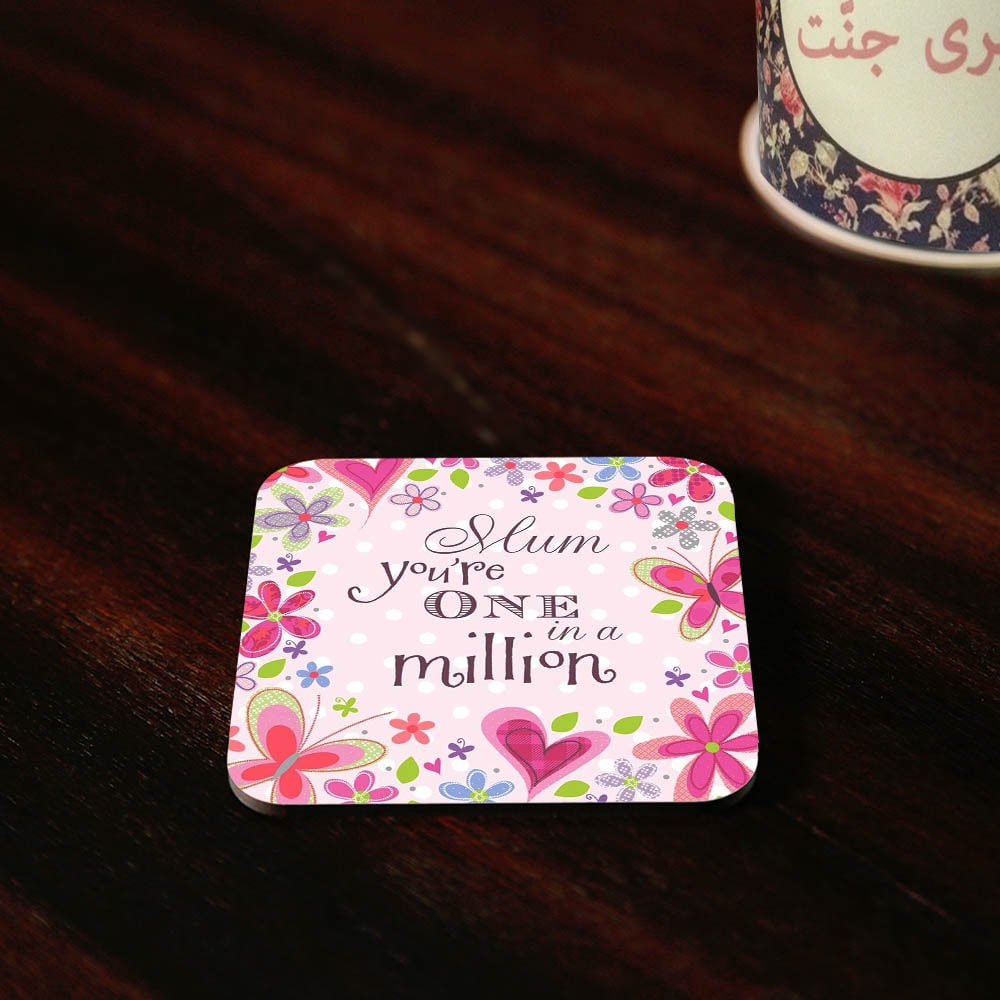 جنّت
Mum
you're
ONE
in a
million